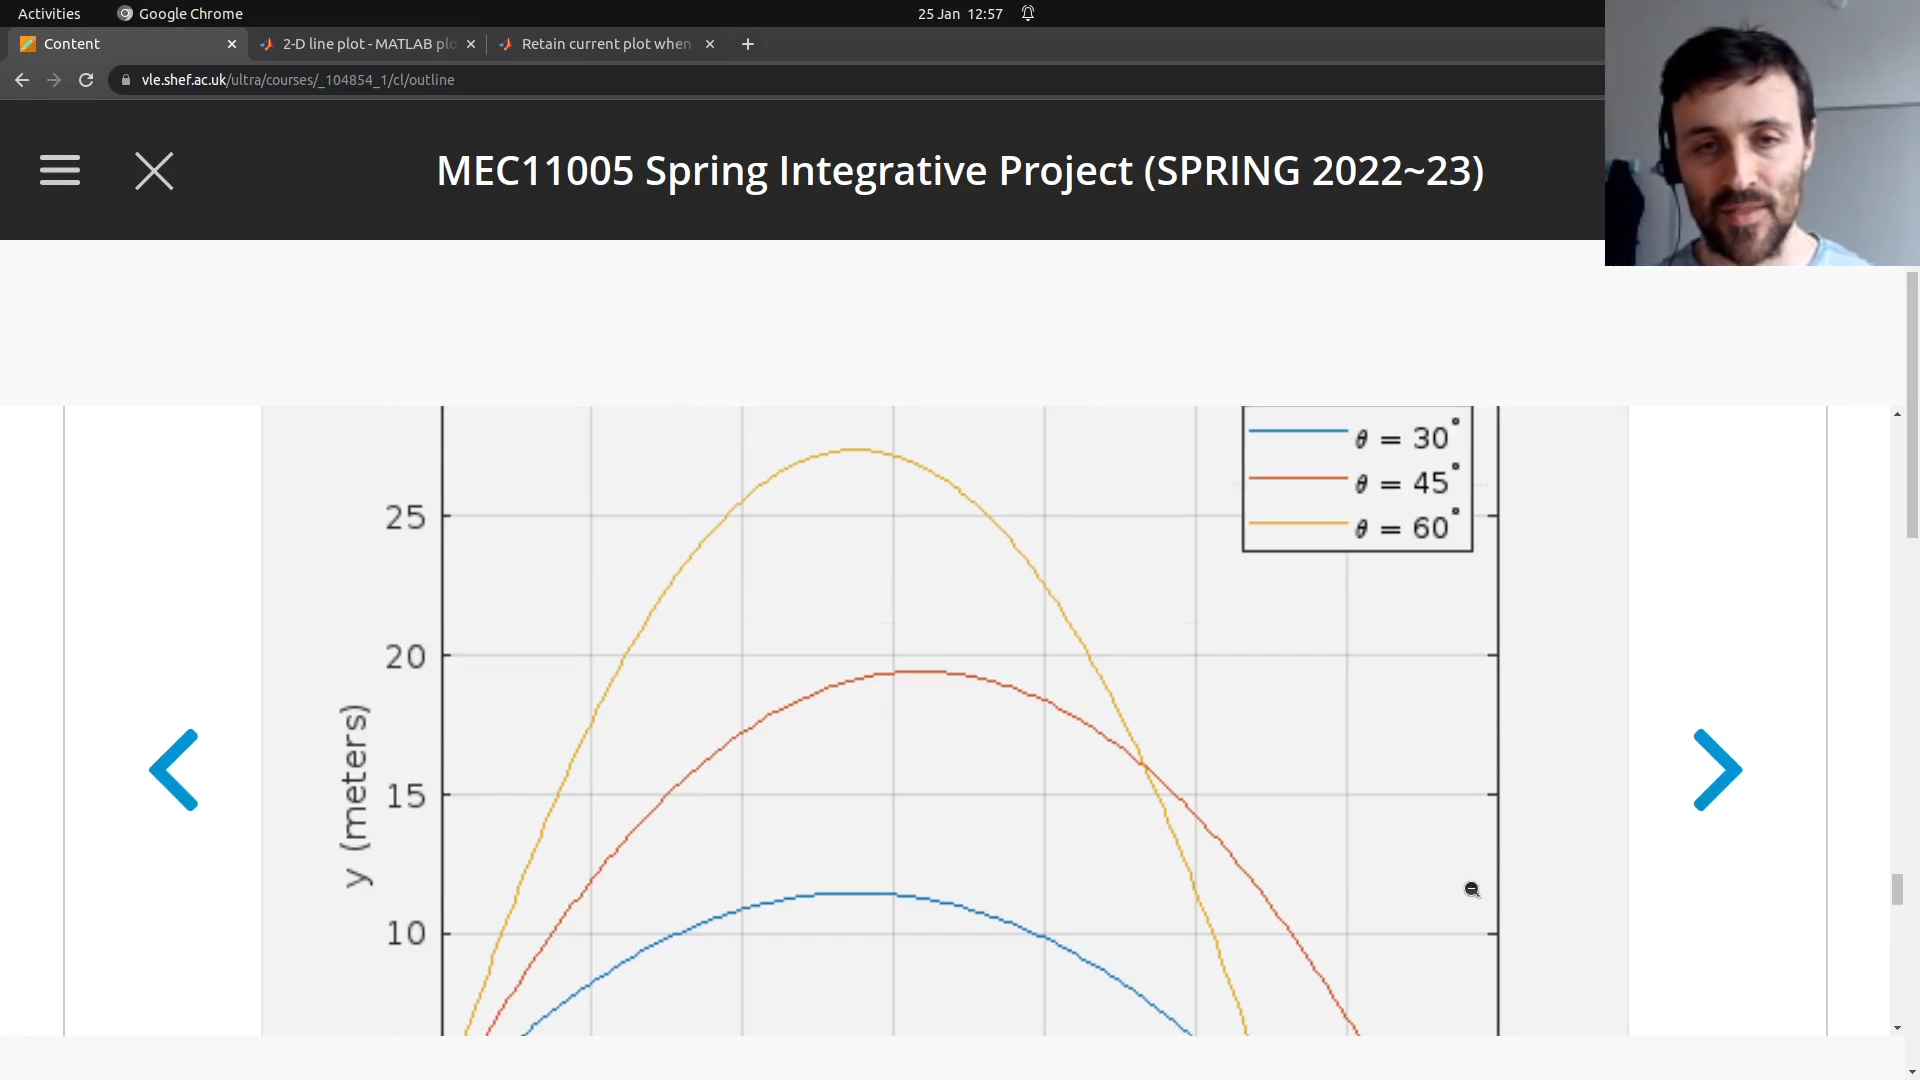 Activities
Google Chrome
25 Jan 12:57
Content
2-D line plot - MATLAB plo
Retain current plot when
vle.shef.ac.uk/ultra/courses/_104854_1/cl/outline
MEC11005 Spring Integrative Project (SPRING 2022~23)
θ = 30°
θ = 45°
θ = 60°
25
20
15
10
y (meters)